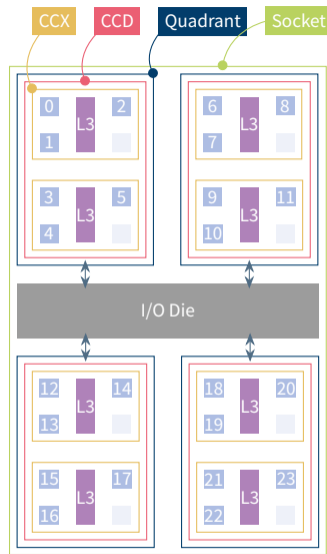 CCX CCD Quadrant Socket
0 L3 2 6 L3 8
1 7
3 L3 5 9 L3 11
4 10
I/O Die
12 L3 14 18 L3 20
13 19
15 L3 17 21 L3 23
16 22